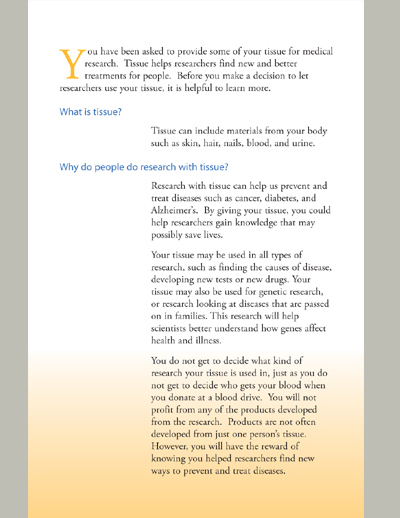 You have been asked to provide some of your tissue for medical
research. Tissue helps researchers find new and better
treatments for people. Before you make a decision to let
researchers use your tissue, it is helpful to learn more.
What is tissue?
Tissue can include materials from your body
such as skin, hair, nails, blood, and urine.
Why do people do research with tissue?
Research with tissue can help us prevent and
treat diseases such as cancer, diabetes, and
Alzheimer's. By giving your tissue, you could
help researchers gain knowledge that may
possibly save lives.
Your tissue may be used in all types of
research, such as finding the causes of disease,
developing new tests or new drugs. Your
tissue may also be used for genetic research,
or research looking at diseases that are passed
on in families. This research will help
scientists better understand how genes affect
health and illness.
You do not get to decide what kind of
research your tissue is used in, just as you do
not get to decide who gets your blood when
you donate at a blood drive. You will not
profit from any of the products developed
from the research. Products are not often
developed from just one person's tissue.
However, you will have the reward of
knowing you helped researchers find new
ways to prevent and treat diseases.